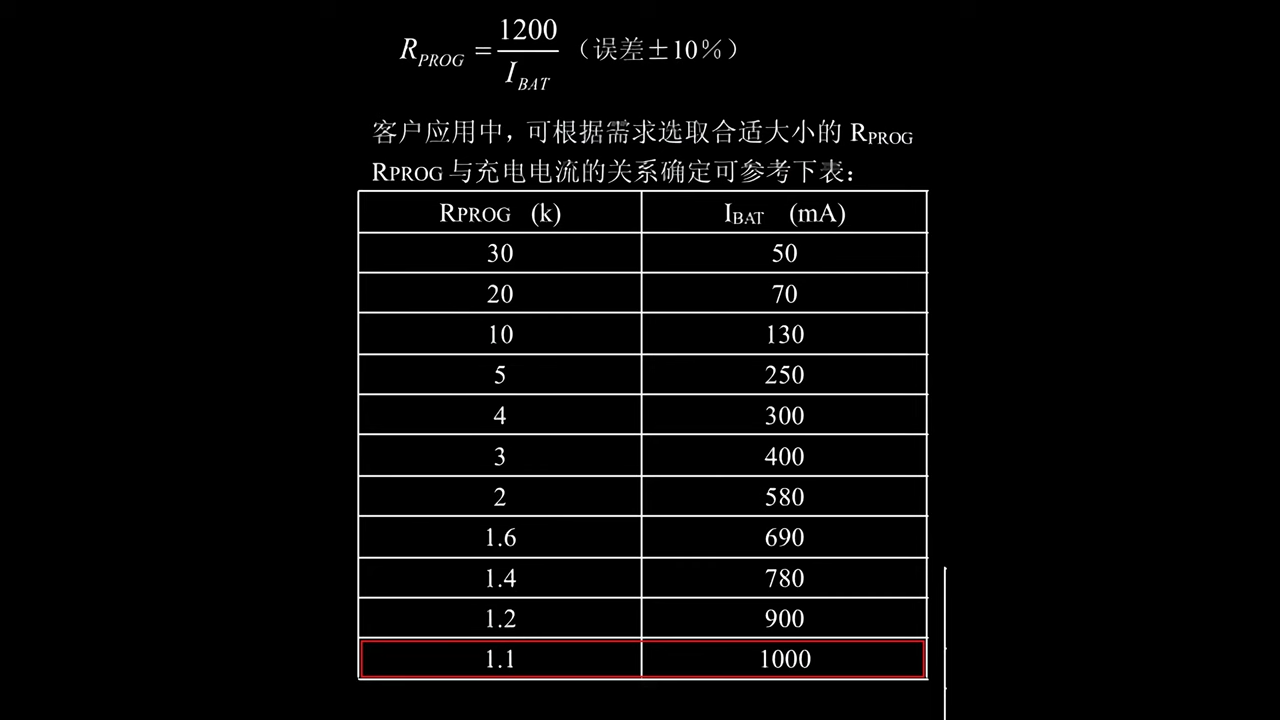 R_PROG = 1200 / I_BAT （误差±10%）
客户应用中，可根据需求选取合适大小的 RPROG
RPROG 与充电电流的关系确定可参考下表：
RPROG (k) IBAT (mA)
30 50
20 70
10 130
5 250
4 300
3 400
2 580
1.6 690
1.4 780
1.2 900
1.1 1000